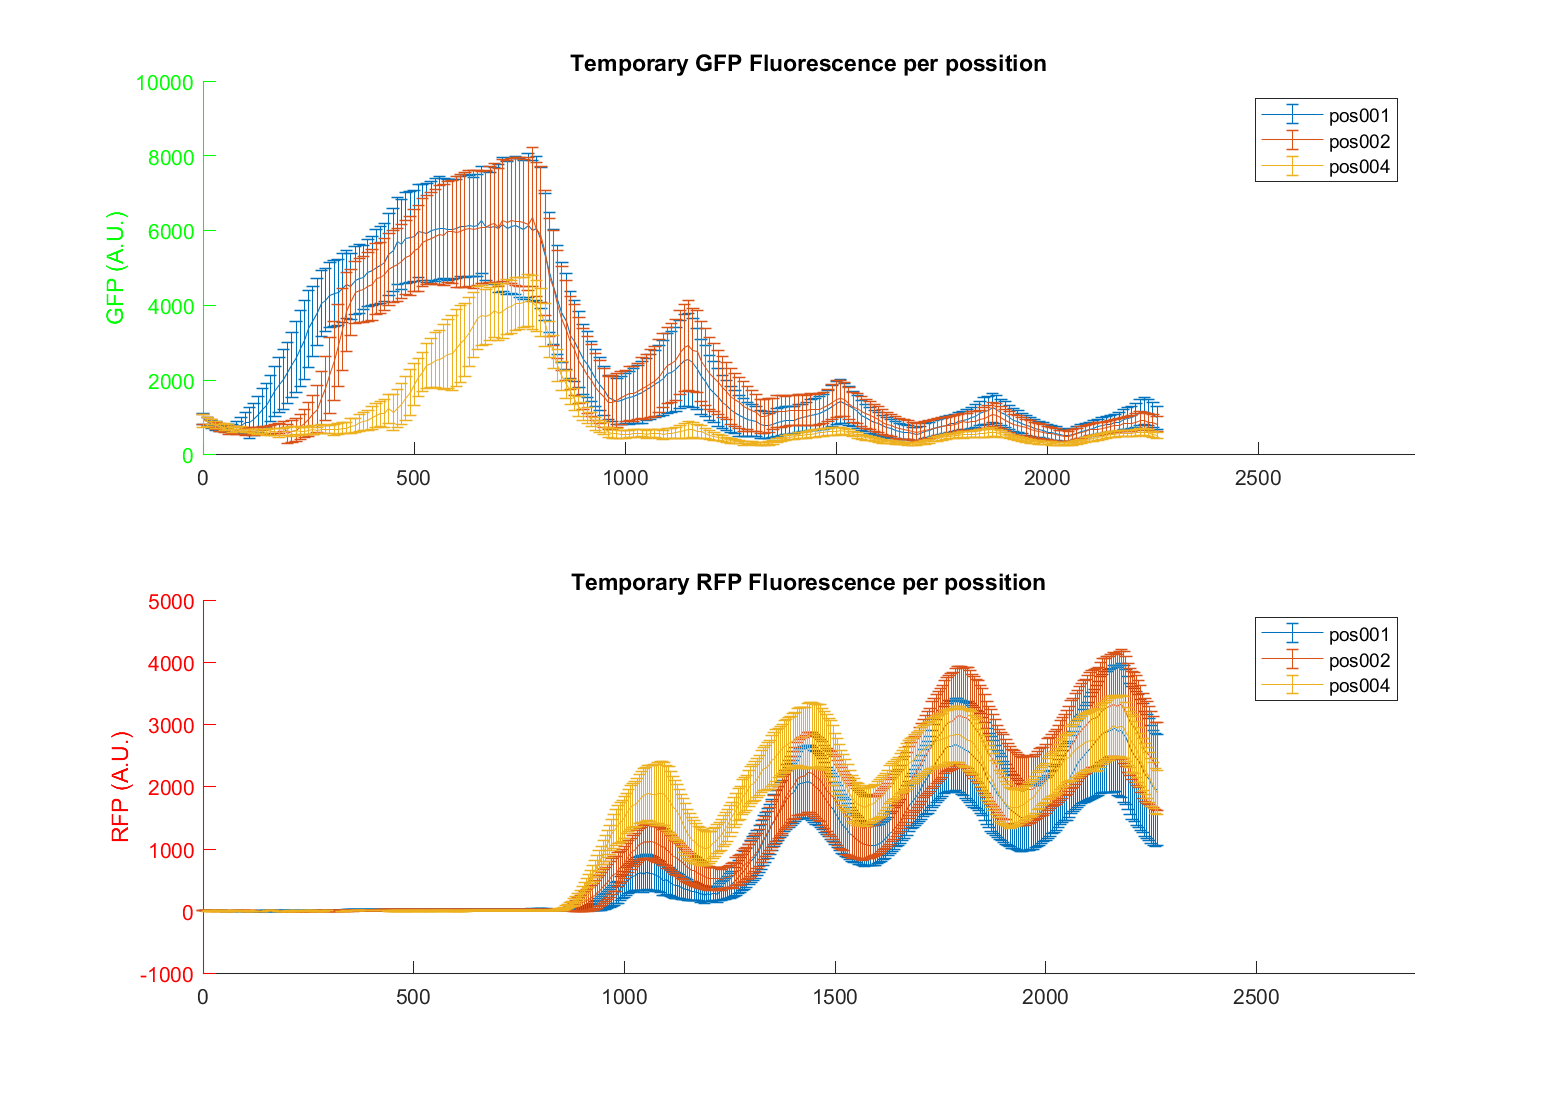 Temporary GFP Fluorescence per possition
10000
8000
6000
4000
2000
0
GFP (A.U.)
0 500 1000 1500 2000 2500
pos001
pos002
pos004
Temporary RFP Fluorescence per possition
5000
4000
3000
2000
1000
0
-1000
RFP (A.U.)
0 500 1000 1500 2000 2500
pos001
pos002
pos004